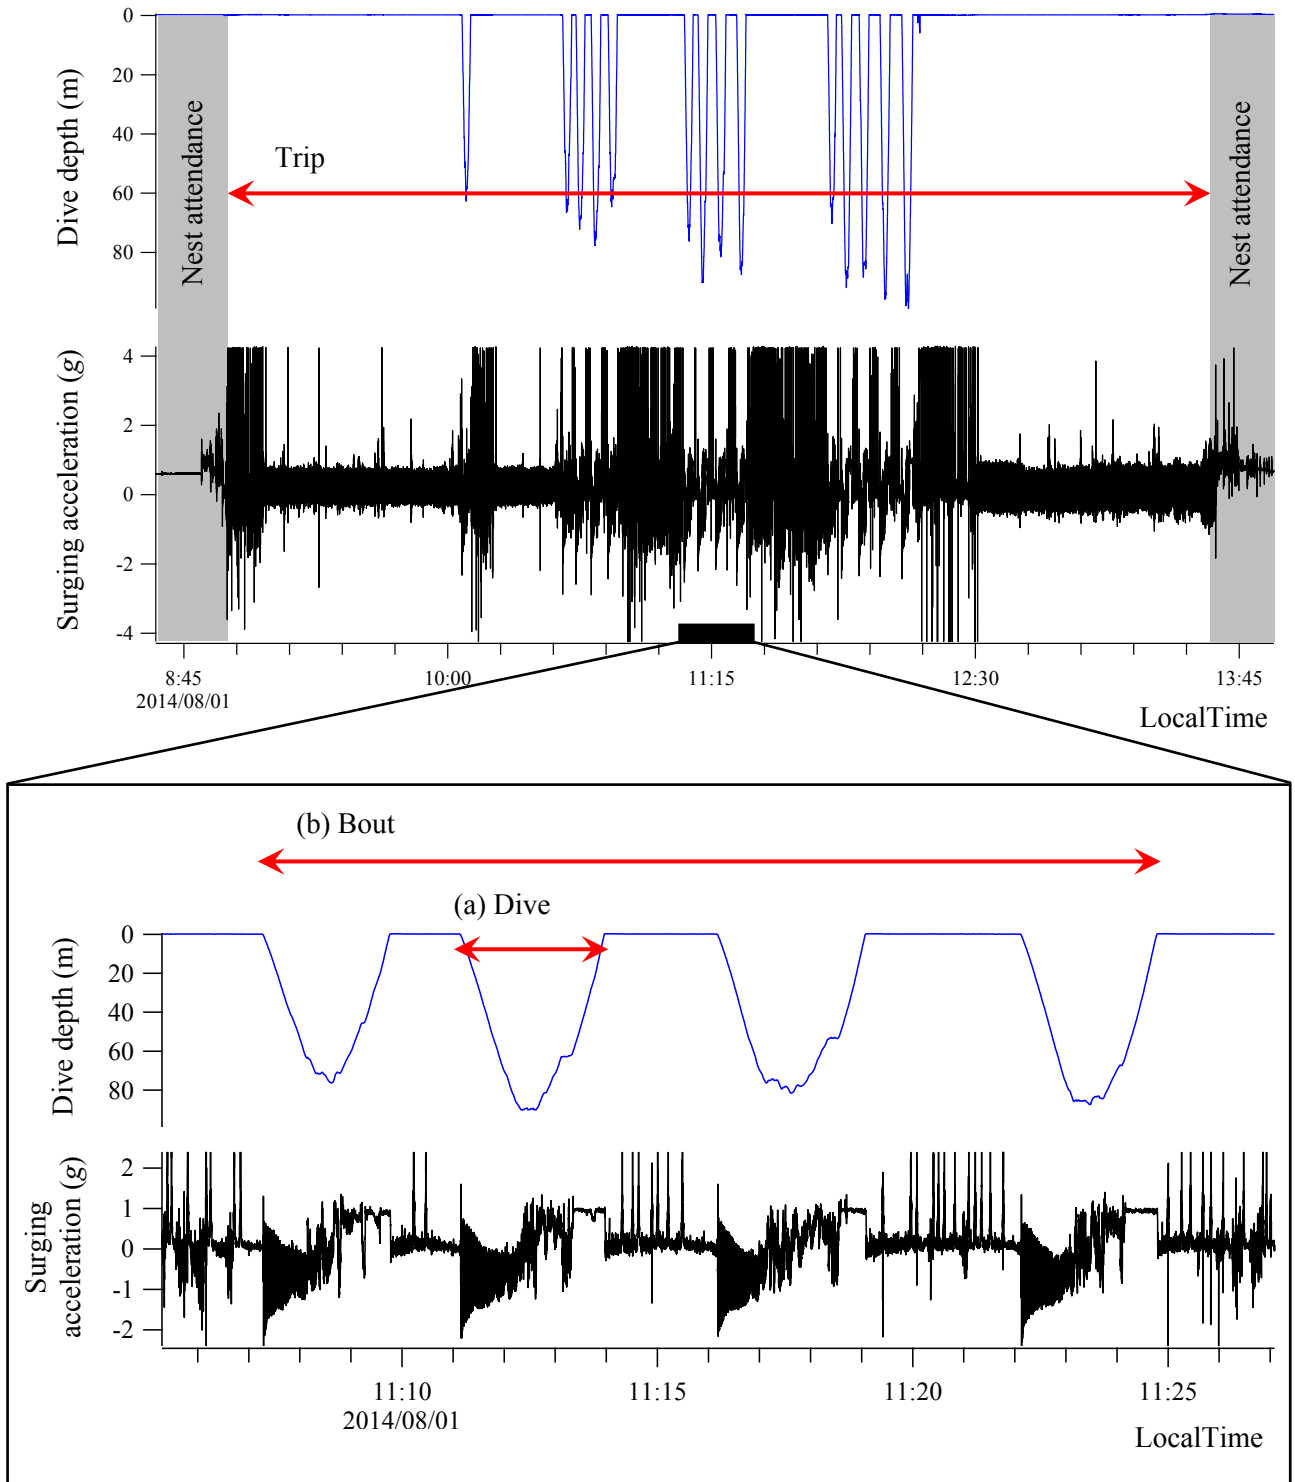 0
20
40
60
80
Dive depth (m)
Nest attendance
Trip
Nest attendance
4
2
0
-2
-4
Surging accerelation (g)
8:45
10:00
11:15
12:30
13:45
2014/08/01
LocalTime
(b) Bout
(a) Dive
0
20
40
60
80
Dive depth (m)
2
1
0
-1
-2
Surging
accerelation (g)
11:10
11:15
11:20
11:25
2014/08/01
LocalTime